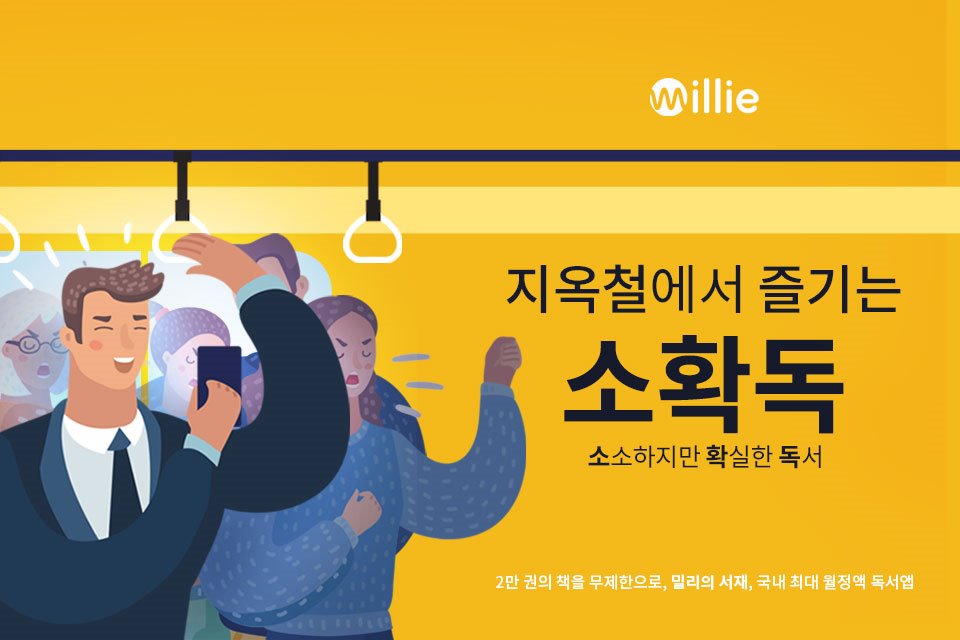 millie
지옥철에서 즐기는
소확독
소소하지만 확실한 독서
2만 권의 책을 무제한으로, 밀리의 서재, 국내 최대 월정액 독서앱